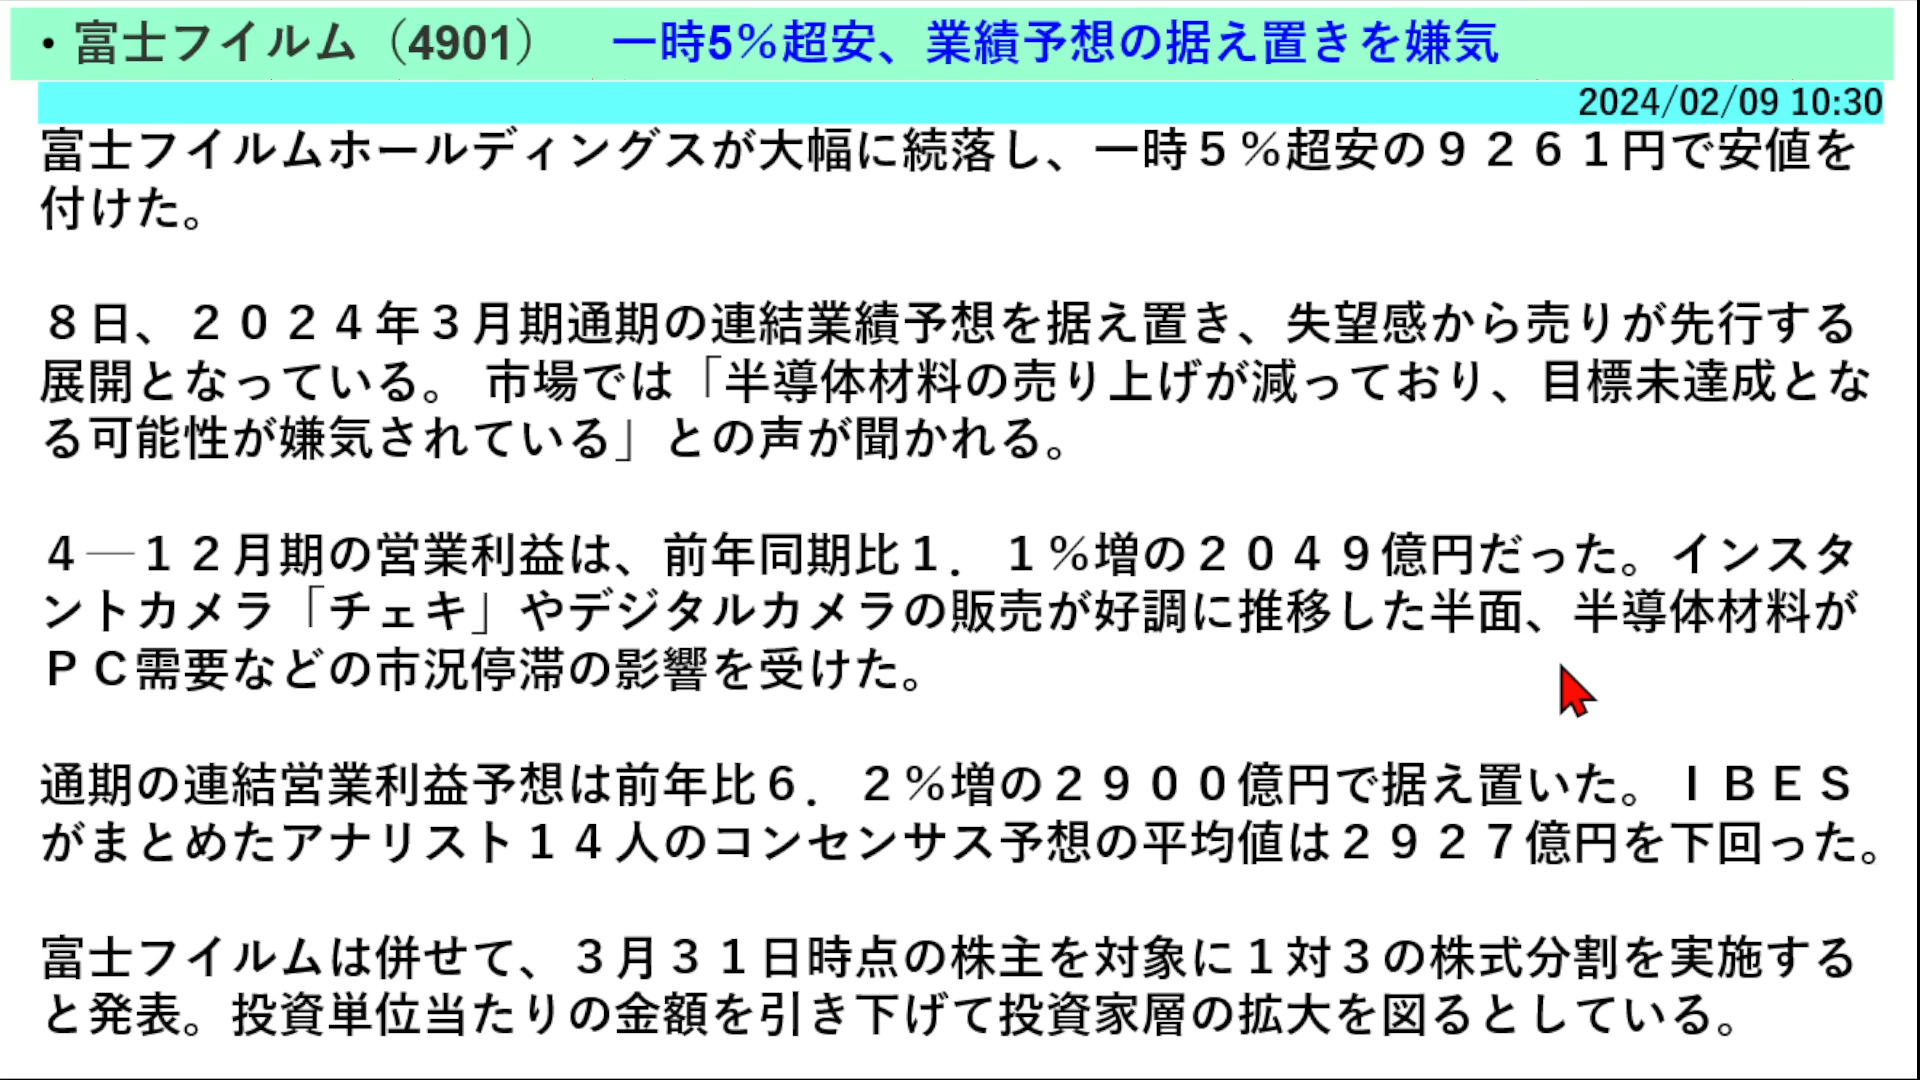 ・富士フイルム（4901） 一時5％超安、業績予想の据え置きを嫌気
2024/02/09 10:30
富士フイルムホールディングスが大幅に続落し、一時５％超安の９２６１円で安値を
付けた。
８日、２０２４年３月期通期の連結業績予想を据え置き、失望感から売りが先行する
展開となっている。 市場では「半導体材料の売り上げが減っており、目標未達成とな
る可能性が嫌気されている」との声が聞かれる。
４―１２月期の営業利益は、前年同期比１．１％増の２０４９億円だった。インスタ
ントカメラ「チェキ」やデジタルカメラの販売が好調に推移した半面、半導体材料が
ＰＣ需要などの市況停滞の影響を受けた。
通期の連結営業利益予想は前年比６．２％増の２９００億円で据え置いた。ＩＢＥＳ
がまとめたアナリスト１４人のコンセンサス予想の平均値は２９２７億円を下回った。
富士フイルムは併せて、３月３１日時点の株主を対象に１対３の株式分割を実施する
と発表。投資単位当たりの金額を引き下げて投資家層の拡大を図るとしている。